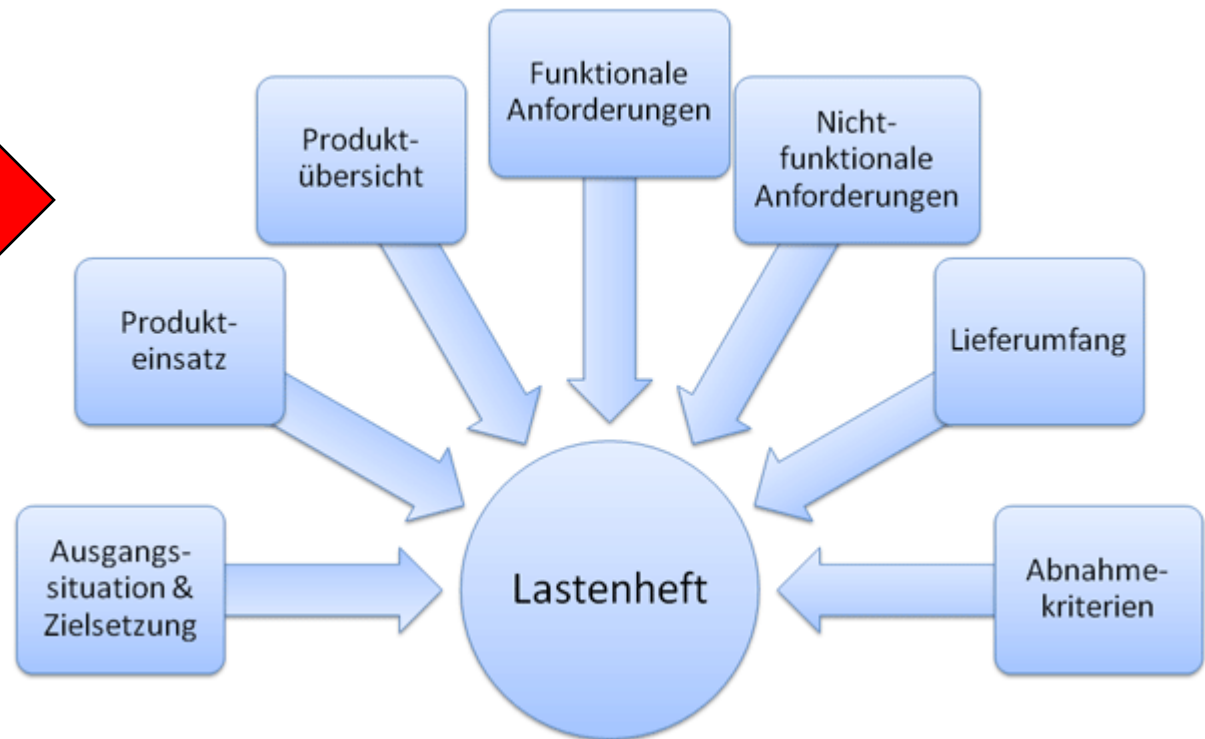 Funktionale
Anforderungen
Produkt-
übersicht
Nicht-
funktionale
Anforderungen
Produkt-
einsatz
Lieferumfang
Ausgangs-
situation &
Zielsetzung
Lastenheft
Abnahme-
kriterien